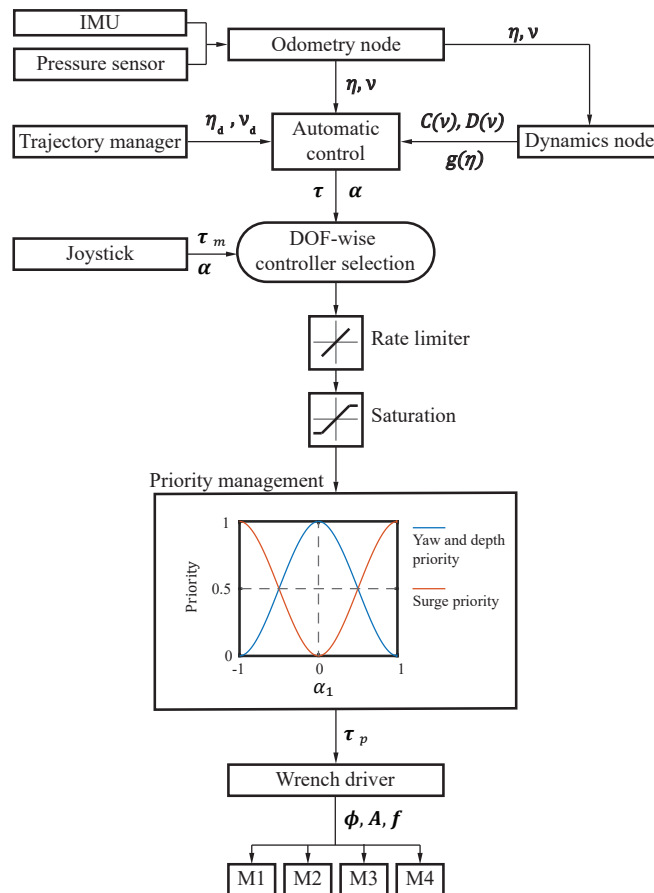 IMU
Pressure sensor
Odometry node
η, ν
η, ν
Trajectory manager
η_d , ν_d
Automatic
control
C(ν), D(ν)
g(η)
Dynamics node
τ α
Joystick
τ_m
α
DOF-wise
controller selection
Rate limiter
Saturation
Priority management
Priority
1
0.5
0
-1
0
1
α₁
Yaw and depth
priority
Surge priority
τ_p
Wrench driver
ϕ, A, f
M1
M2
M3
M4